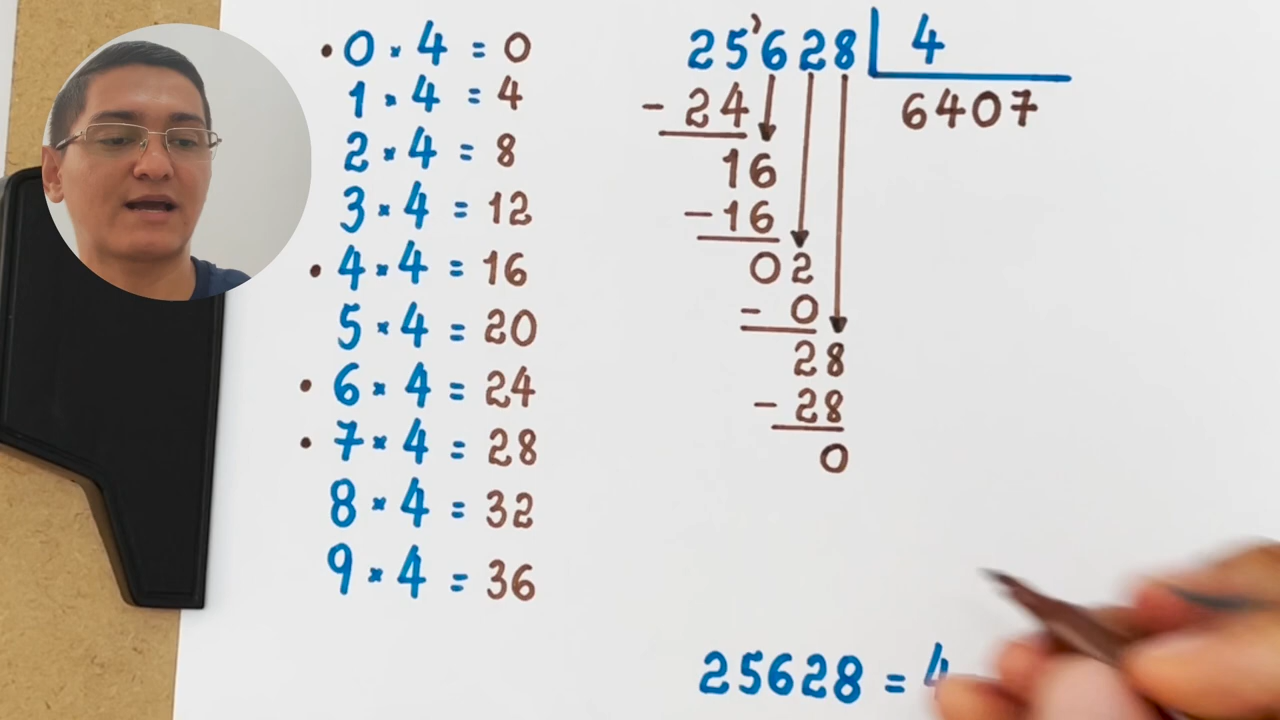 0 × 4 = 0
1 × 4 = 4
2 × 4 = 8
3 × 4 = 12
4 × 4 = 16
5 × 4 = 20
6 × 4 = 24
7 × 4 = 28
8 × 4 = 32
9 × 4 = 36
25'628 4
- 24 6407
16
- 16
02
- 0
28
- 28
0
25628 = 4